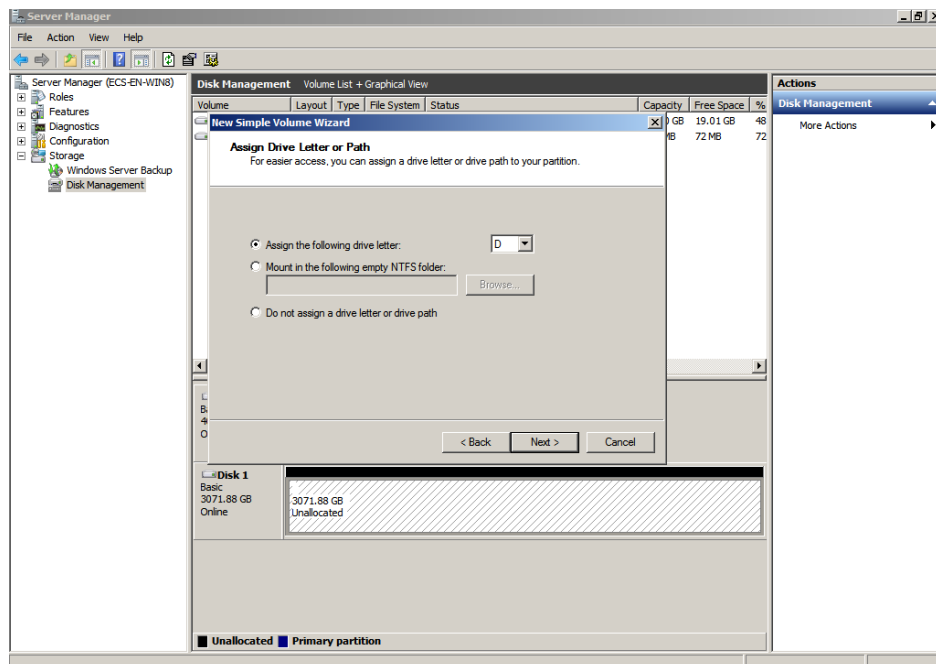 Server Manager
File Action View Help
Server Manager (ECS-EN-WIN8)
Roles
Features
Diagnostics
Configuration
Storage
Windows Server Backup
Disk Management
Disk Management Volume List + Graphical View
Volume Layout Type File System Status Capacity Free Space %
GB 19.01 GB 48
MB 72 MB 72
New Simple Volume Wizard
Assign Drive Letter or Path
For easier access, you can assign a drive letter or drive path to your partition.
Assign the following drive letter: D
Mount in the following empty NTFS folder:
Browse...
Do not assign a drive letter or drive path
< Back Next > Cancel
Disk 1
Basic
3071.88 GB
Online
3071.88 GB
Unallocated
Unallocated Primary partition
Actions
Disk Management
More Actions